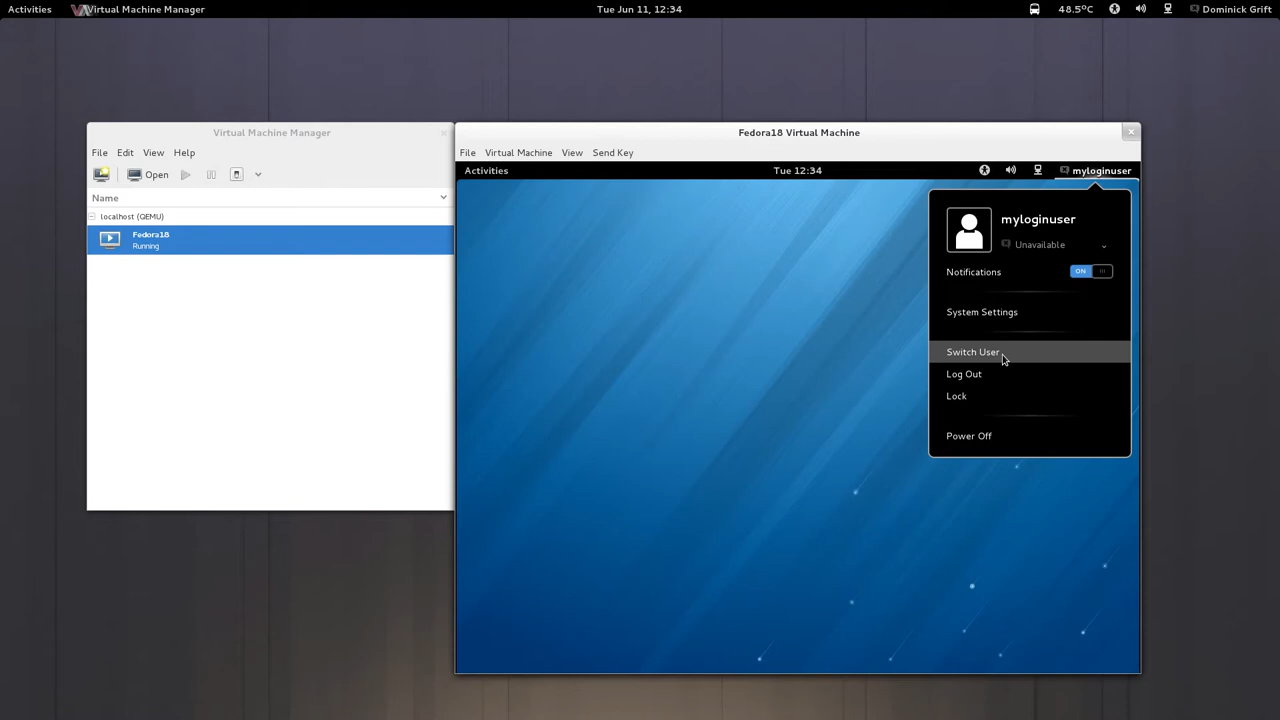 Activities Virtual Machine Manager Tue Jun 11, 12:34 48.5ºC Dominick Grift
Virtual Machine Manager
File Edit View Help
Open
Name
localhost (QEMU)
Fedora18
Running
Fedora18 Virtual Machine
File Virtual Machine View Send Key
Activities Tue 12:34 myloginuser
myloginuser
Unavailable
Notifications ON
System Settings
Switch User
Log Out
Lock
Power Off